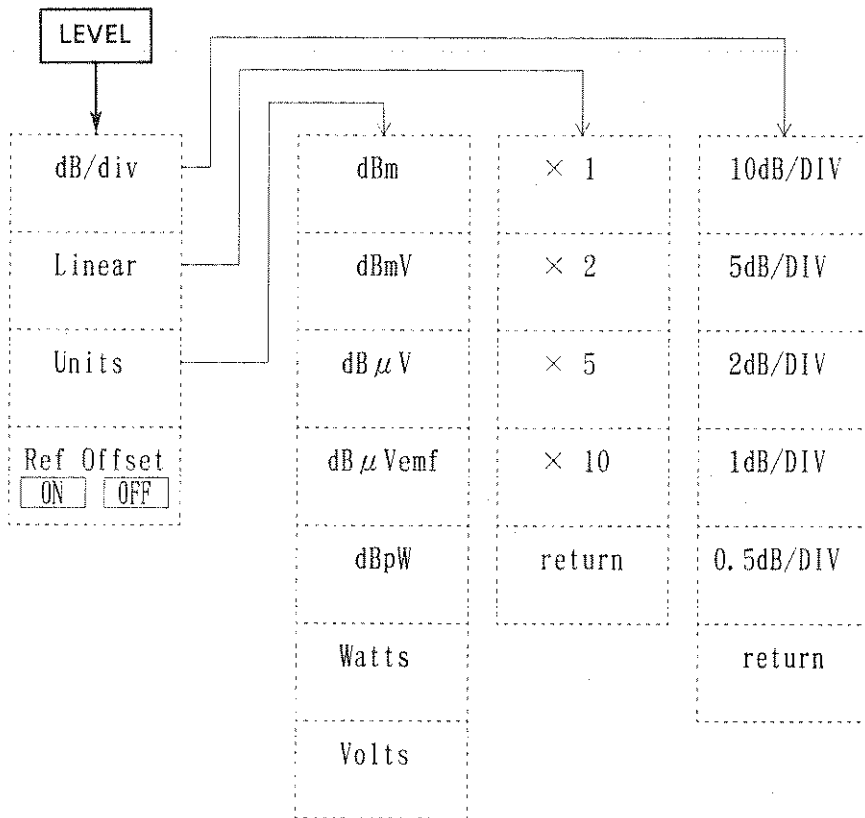 LEVEL
dB/div
Linear
Units
Ref Offset
ON OFF
dBm
dBmV
dBμV
dBμVemf
dBpW
Watts
Volts
× 1
× 2
× 5
× 10
return
10dB/DIV
5dB/DIV
2dB/DIV
1dB/DIV
0.5dB/DIV
return